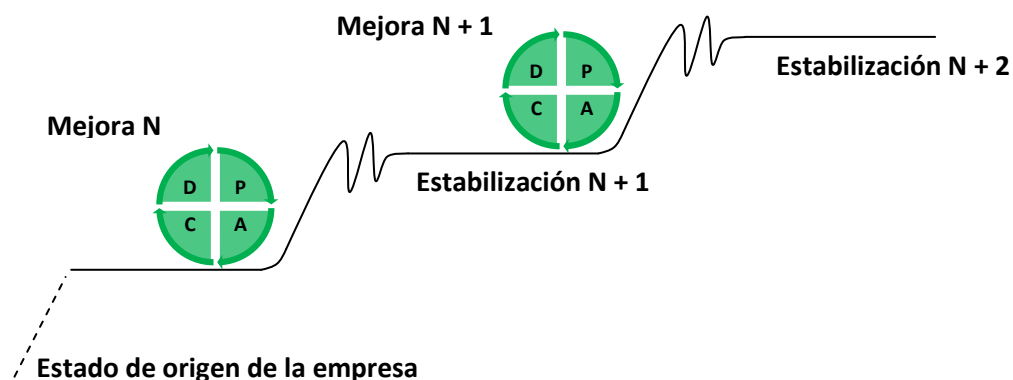 Mejora N + 1
D P
C A
Estabilización N + 2
Mejora N
D P
C A
Estabilización N + 1
Estado de origen de la empresa